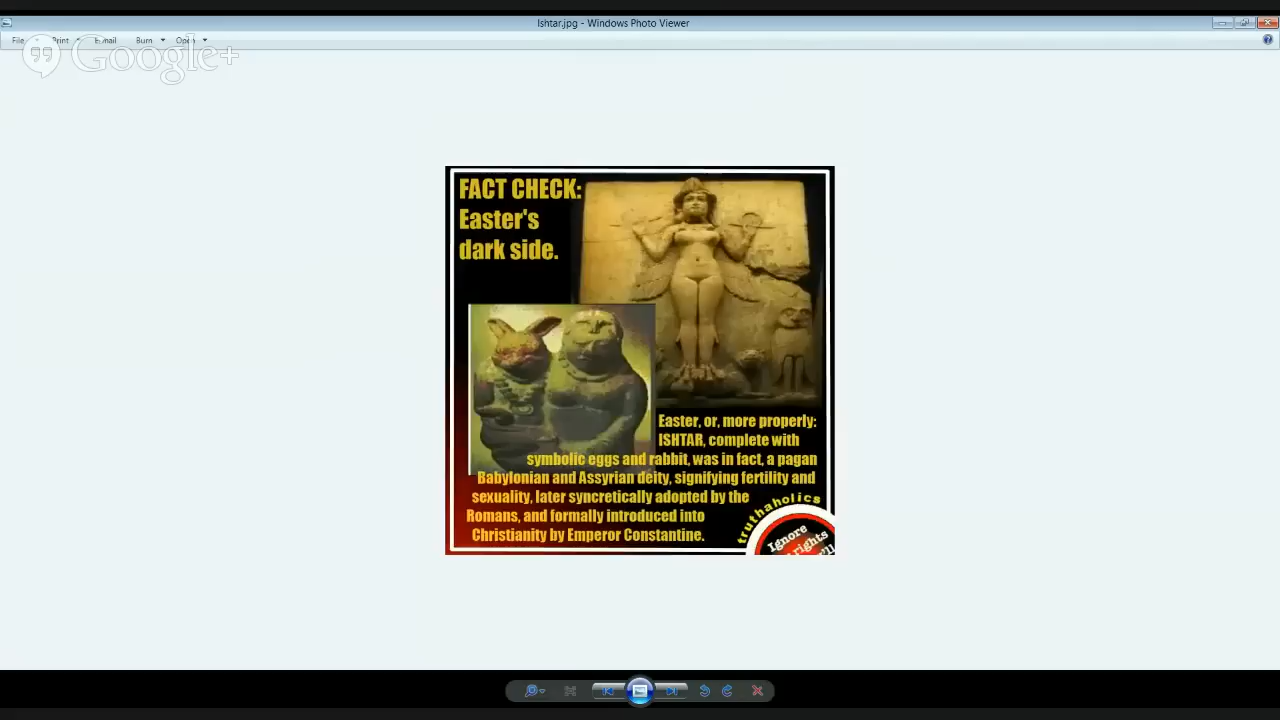 Ishtar.jpg - Windows Photo Viewer
File Print E-mail Burn Open
Google+
FACT CHECK:
Easter's
dark side.
Easter, or, more properly:
ISHTAR, complete with
symbolic eggs and rabbit, was in fact, a pagan
Babylonian and Assyrian deity, signifying fertility and
sexuality, later syncretically adopted by the
Romans, and formally introduced into
Christianity by Emperor Constantine.
truthaholics
Ignore